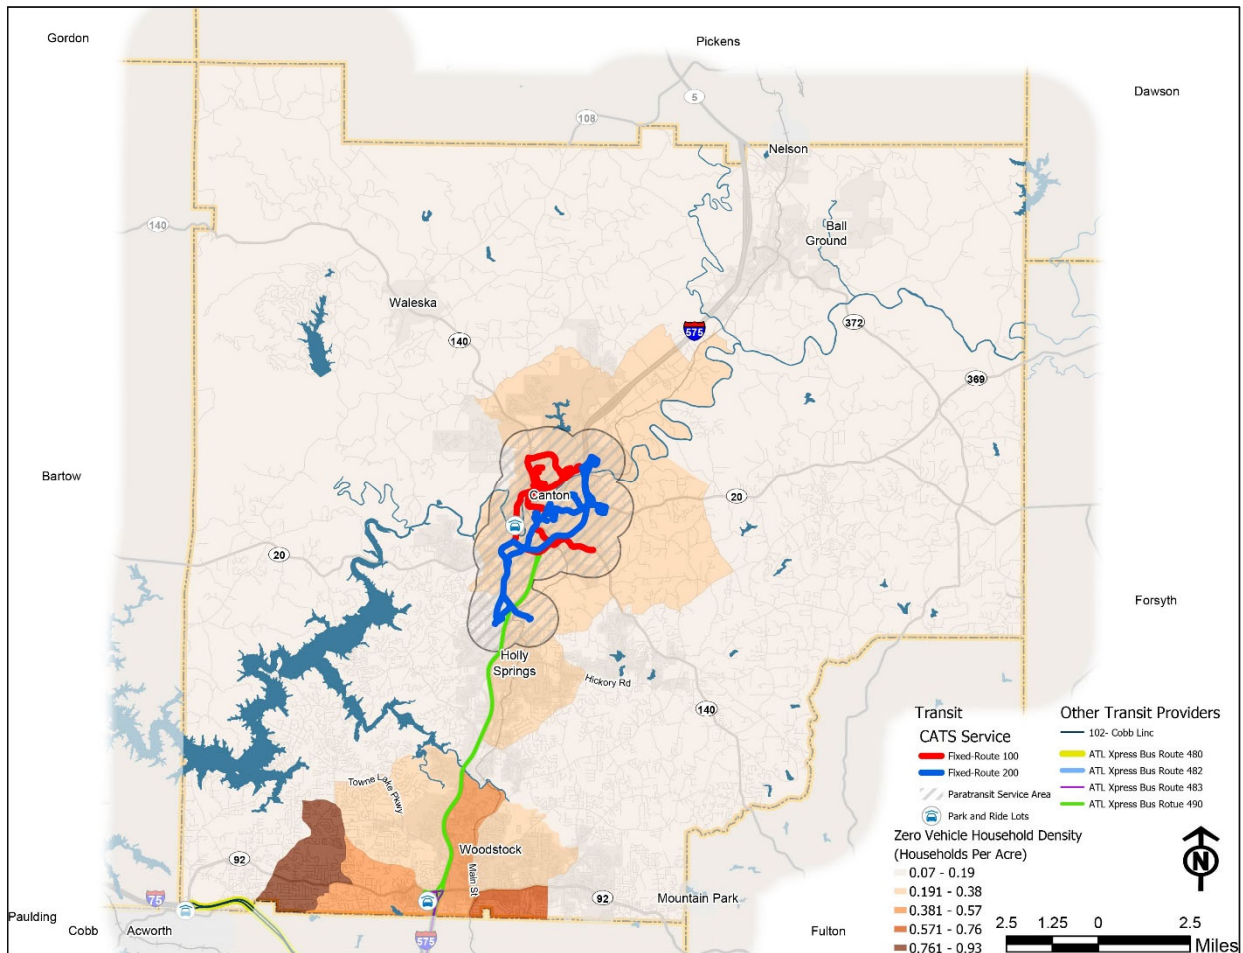 Gordon
Pickens
Dawson
5
108
Nelson
140
Ball
Ground
Waleska
140
575
372
369
Bartow
Canton
20
20
Forsyth
Holly
Springs
Hickory Rd
140
Towne Lake Pkwy
Woodstock
Main St
92
92
Mountain Park
75
Paulding
Cobb
Acworth
575
Fulton
Transit
CATS Service
Fixed-Route 100
Fixed-Route 200
Paratransit Service Area
Park and Ride Lots
Other Transit Providers
102- Cobb Linc
ATL Xpress Bus Route 480
ATL Xpress Bus Route 482
ATL Xpress Bus Route 483
ATL Xpress Bus Rotue 490
Zero Vehicle Household Density
(Households Per Acre)
0.07 - 0.19
0.191 - 0.38
0.381 - 0.57
0.571 - 0.76
0.761 - 0.93
N
2.5 1.25 0 2.5
Miles